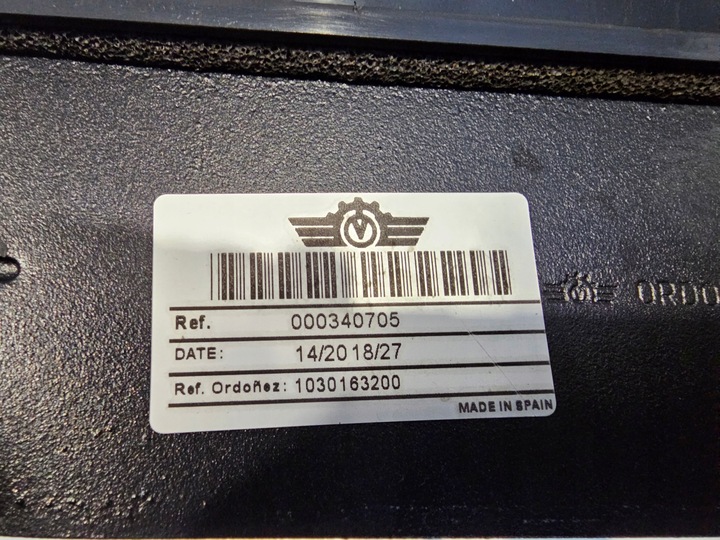 Ref. 000340705
DATE: 14/2018/27
Ref. Ordoñez: 1030163200
MADE IN SPAIN